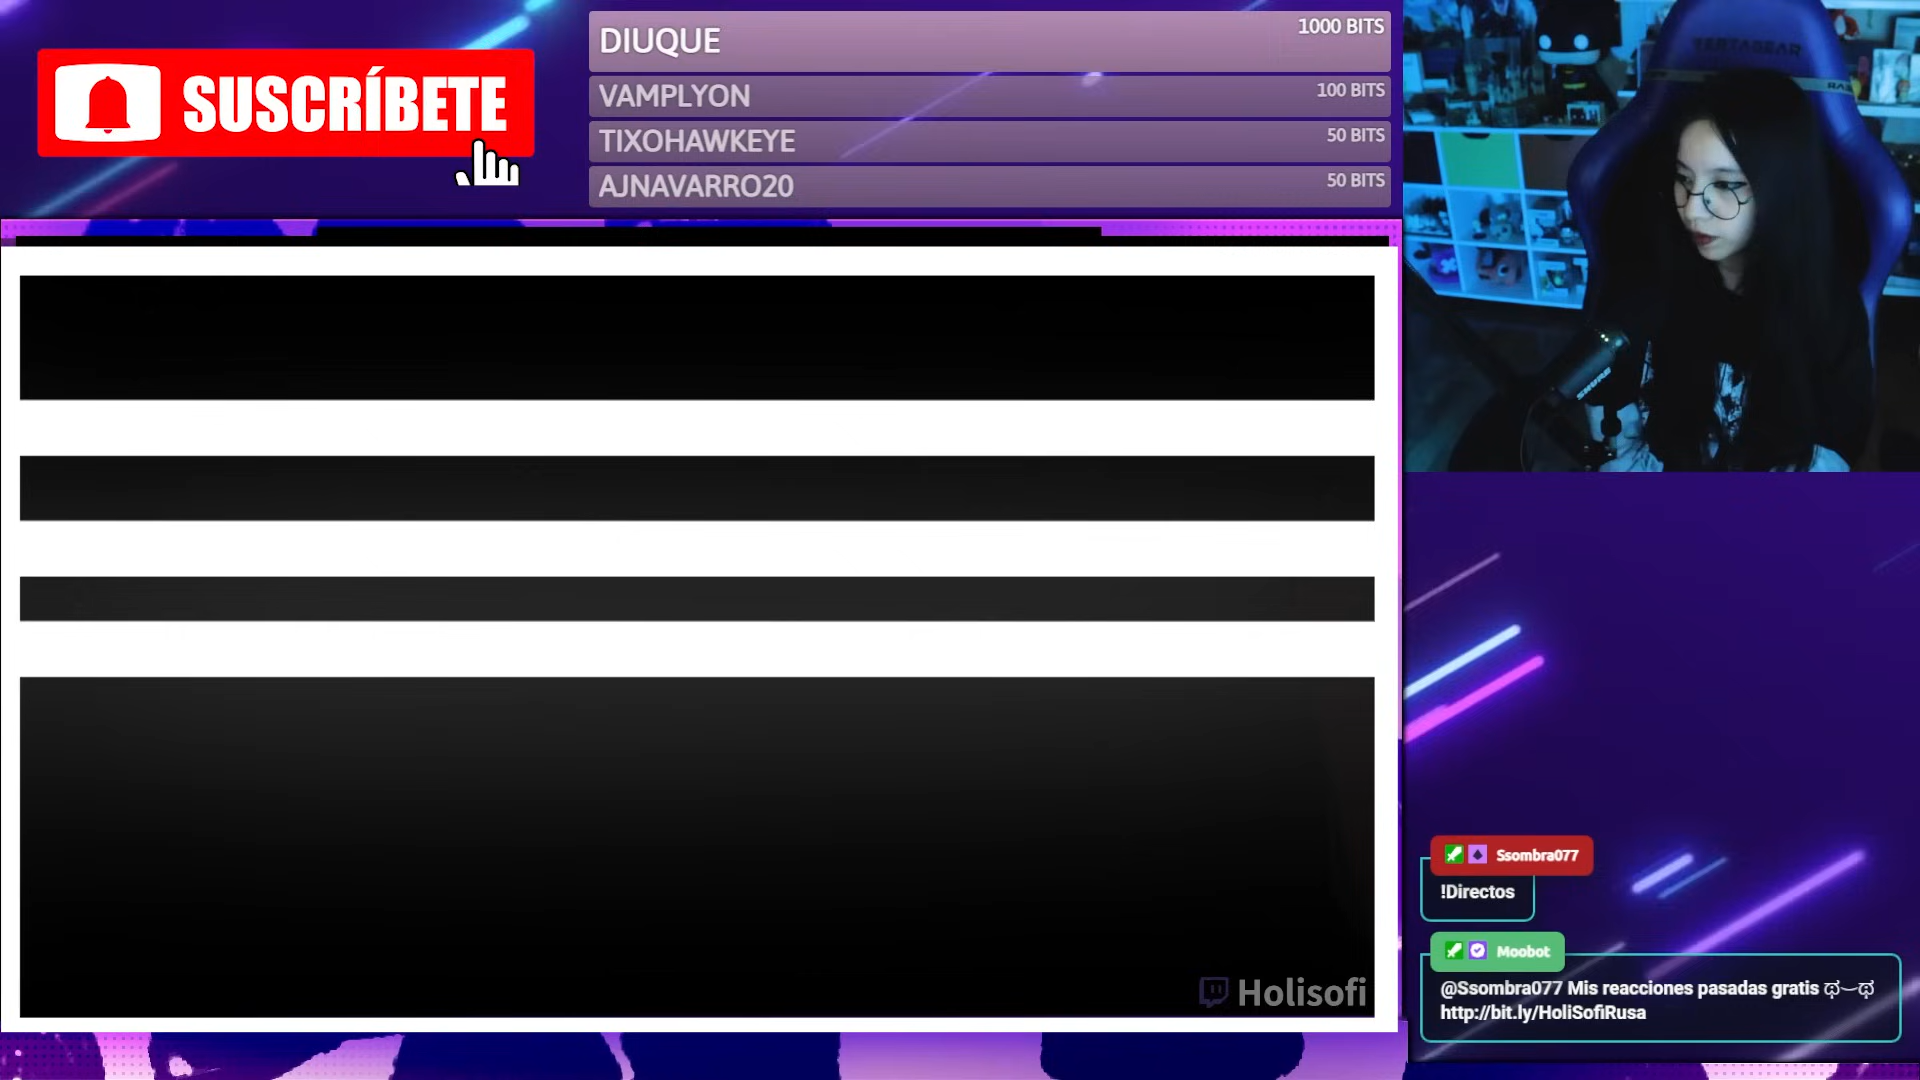 SUSCRÍBETE
DIUQUE
1000 BITS
VAMPLYON
100 BITS
TIXOHAWKEYE
50 BITS
AJNAVARRO20
50 BITS
SHURE
Holisofi
Ssombra077
!Directos
Moobot
@Ssombra077 Mis reacciones pasadas gratis ಥ‿ಥ
http://bit.ly/HoliSofiRusa